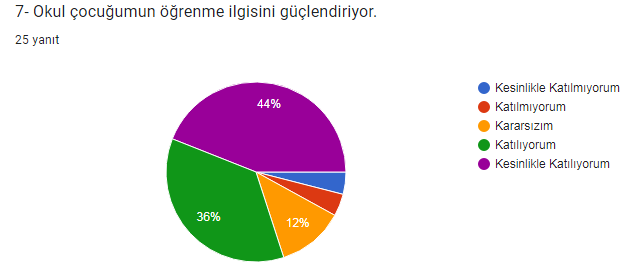 7- Okul çocuğumun öğrenme ilgisini güçlendiriyor.
25 yanıt
44%
36%
12%
Kesinlikle Katılmıyorum
Katılmıyorum
Kararsızım
Katılıyorum
Kesinlikle Katılıyorum